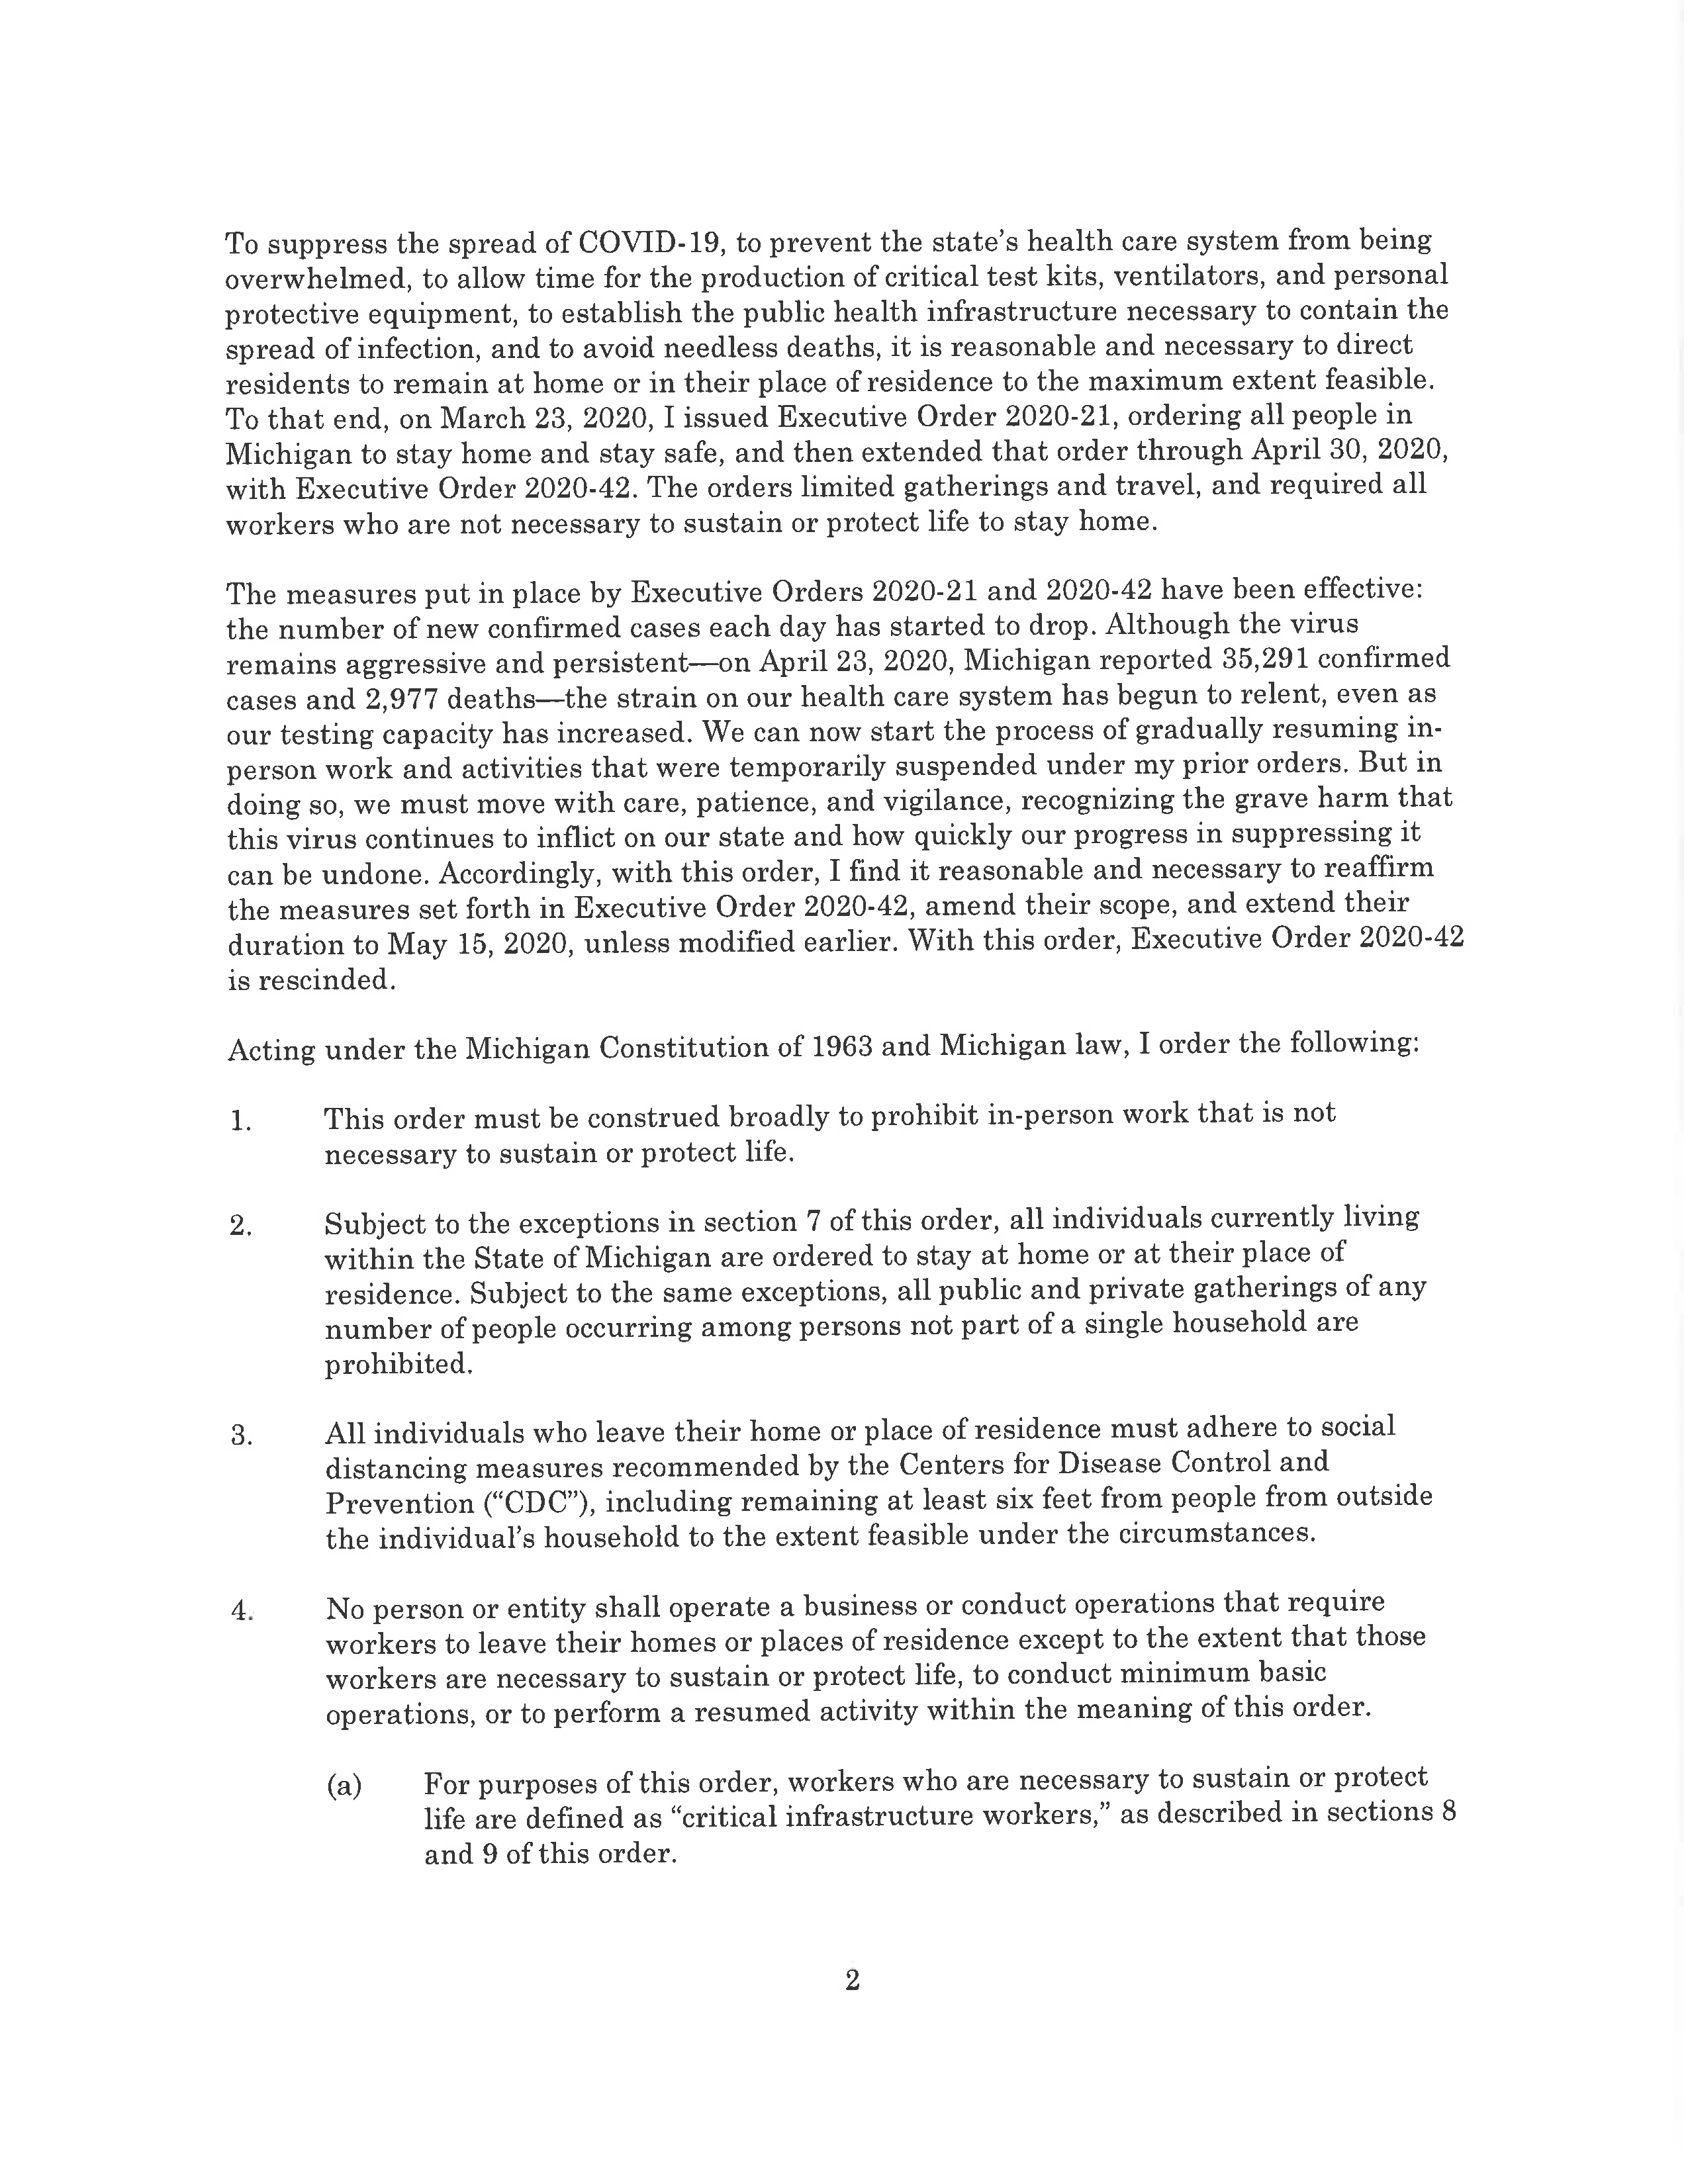 To suppress the spread of COVID-19, to prevent the state's health care system from being
overwhelmed, to allow time for the production of critical test kits, ventilators, and personal
protective equipment, to establish the public health infrastructure necessary to contain the
spread of infection, and to avoid needless deaths, it is reasonable and necessary to direct
residents to remain at home or in their place of residence to the maximum extent feasible.
To that end, on March 23, 2020, I issued Executive Order 2020-21, ordering all people in
Michigan to stay home and stay safe, and then extended that order through April 30, 2020,
with Executive Order 2020-42. The orders limited gatherings and travel, and required all
workers who are not necessary to sustain or protect life to stay home.
The measures put in place by Executive Orders 2020-21 and 2020-42 have been effective:
the number of new confirmed cases each day has started to drop. Although the virus
remains aggressive and persistent—on April 23, 2020, Michigan reported 35,291 confirmed
cases and 2,977 deaths—the strain on our health care system has begun to relent, even as
our testing capacity has increased. We can now start the process of gradually resuming in-
person work and activities that were temporarily suspended under my prior orders. But in
doing so, we must move with care, patience, and vigilance, recognizing the grave harm that
this virus continues to inflict on our state and how quickly our progress in suppressing it
can be undone. Accordingly, with this order, I find it reasonable and necessary to reaffirm
the measures set forth in Executive Order 2020-42, amend their scope, and extend their
duration to May 15, 2020, unless modified earlier. With this order, Executive Order 2020-42
is rescinded.
Acting under the Michigan Constitution of 1963 and Michigan law, I order the following:
1. This order must be construed broadly to prohibit in-person work that is not
necessary to sustain or protect life.
2. Subject to the exceptions in section 7 of this order, all individuals currently living
within the State of Michigan are ordered to stay at home or at their place of
residence. Subject to the same exceptions, all public and private gatherings of any
number of people occurring among persons not part of a single household are
prohibited.
3. All individuals who leave their home or place of residence must adhere to social
distancing measures recommended by the Centers for Disease Control and
Prevention (“CDC”), including remaining at least six feet from people from outside
the individual's household to the extent feasible under the circumstances.
4. No person or entity shall operate a business or conduct operations that require
workers to leave their homes or places of residence except to the extent that those
workers are necessary to sustain or protect life, to conduct minimum basic
operations, or to perform a resumed activity within the meaning of this order.
(a) For purposes of this order, workers who are necessary to sustain or protect
life are defined as “critical infrastructure workers,” as described in sections 8
and 9 of this order.
2